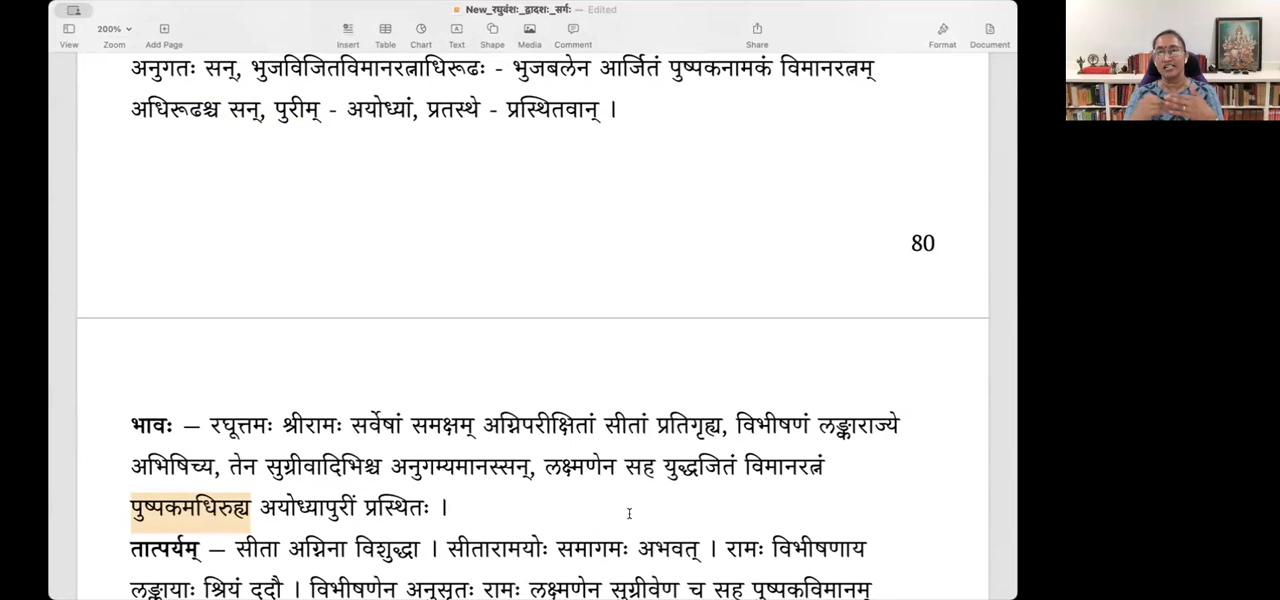 New_रघुवंशः_द्वादशः_सर्गः — Edited
200%
View Zoom Add Page Insert Table Chart Text Shape Media Comment Share Format Document
अनुगतः सन्, भुजविजितविमानरत्नाधिरूढः - भुजबलेन आर्जितं पुष्पकनामकं विमानरत्नम्
अधिरूढश्च सन्, पुरीम् - अयोध्यां, प्रतस्थे - प्रस्थितवान् ।
80
भावः — रघूत्तमः श्रीरामः सर्वेषां समक्षम् अग्निपरीक्षितां सीतां प्रतिगृह्य, विभीषणं लङ्काराज्ये
अभिषिच्य, तेन सुग्रीवादिभिश्च अनुगम्यमानस्सन्, लक्ष्मणेन सह युद्धजितं विमानरत्नं
पुष्पकमधिरुह्य अयोध्यापुरीं प्रस्थितः ।
तात्पर्यम् — सीता अग्निना विशुद्धा । सीतारामयोः समागमः अभवत् । रामः विभीषणाय
लङ्कायाः श्रियं ददौ । विभीषणेन अनुसृतः रामः लक्ष्मणेन सुग्रीवेण च सह पुष्पकविमानम्